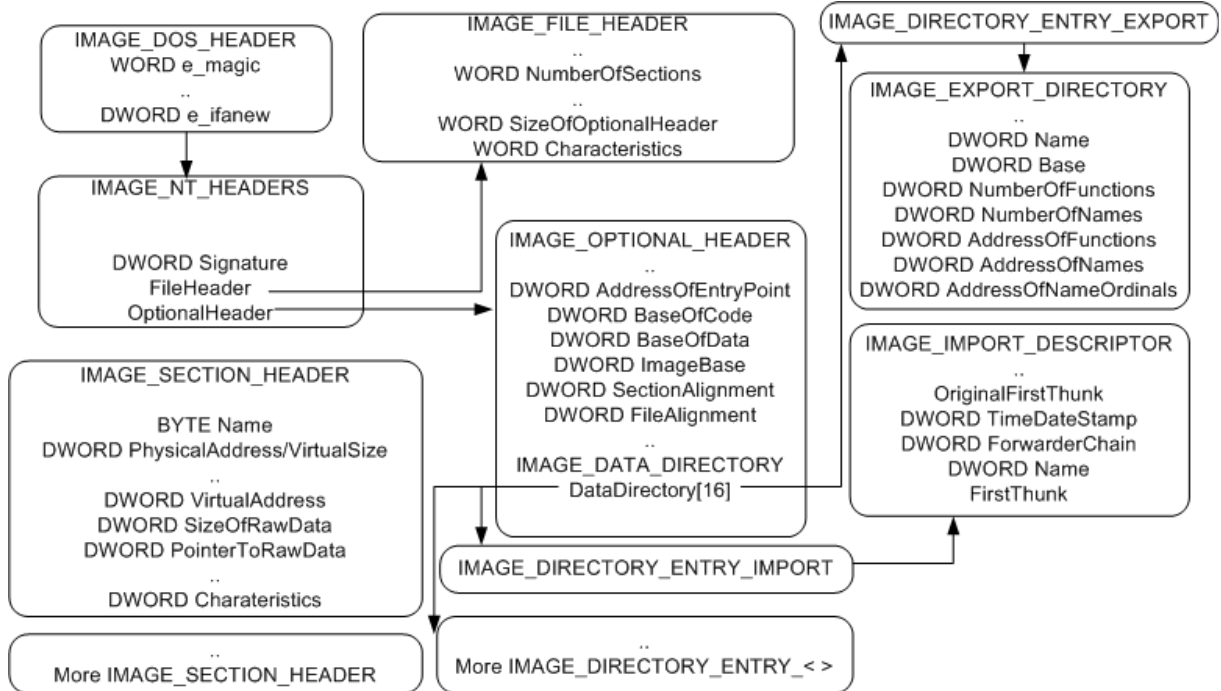 IMAGE_DOS_HEADER
WORD e_magic
..
DWORD e_ifanew
IMAGE_FILE_HEADER
..
WORD NumberOfSections
..
WORD SizeOfOptionalHeader
WORD Characteristics
IMAGE_DIRECTORY_ENTRY_EXPORT
IMAGE_EXPORT_DIRECTORY
..
DWORD Name
DWORD Base
DWORD NumberOfFunctions
DWORD NumberOfNames
DWORD AddressOfFunctions
DWORD AddressOfNames
DWORD AddressOfNameOrdinals
IMAGE_NT_HEADERS
DWORD Signature
FileHeader
OptionalHeader
IMAGE_OPTIONAL_HEADER
..
DWORD AddressOfEntryPoint
DWORD BaseOfCode
DWORD BaseOfData
DWORD ImageBase
DWORD SectionAlignment
DWORD FileAlignment
..
IMAGE_DATA_DIRECTORY
DataDirectory[16]
IMAGE_IMPORT_DESCRIPTOR
..
OriginalFirstThunk
DWORD TimeDateStamp
DWORD ForwarderChain
DWORD Name
FirstThunk
IMAGE_SECTION_HEADER
BYTE Name
DWORD PhysicalAddress/VirtualSize
..
DWORD VirtualAddress
DWORD SizeOfRawData
DWORD PointerToRawData
..
DWORD Charateristics
IMAGE_DIRECTORY_ENTRY_IMPORT
..
More IMAGE_SECTION_HEADER
..
More IMAGE_DIRECTORY_ENTRY_< >